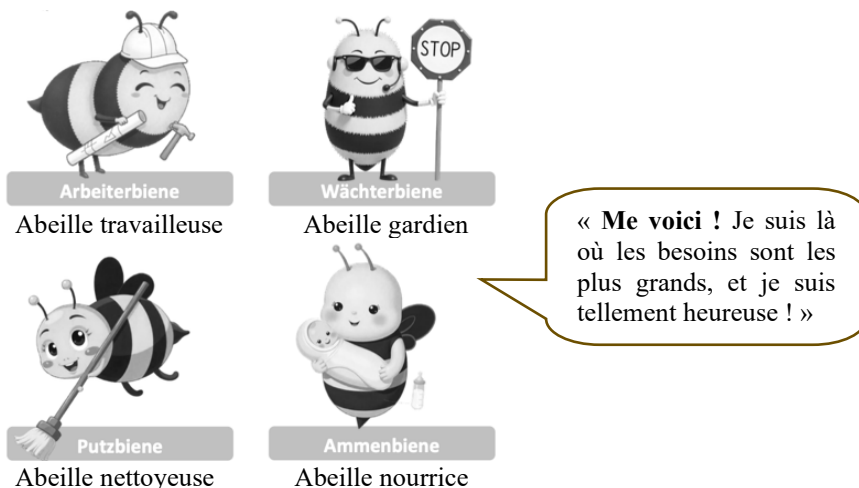 STOP
Arbeiterbiene
Wächterbiene
Abeille travailleuse
Abeille gardien
« Me voici ! Je suis là
où les besoins sont les
plus grands, et je suis
tellement heureuse ! »
Putzbiene
Ammenbiene
Abeille nettoyeuse
Abeille nourrice